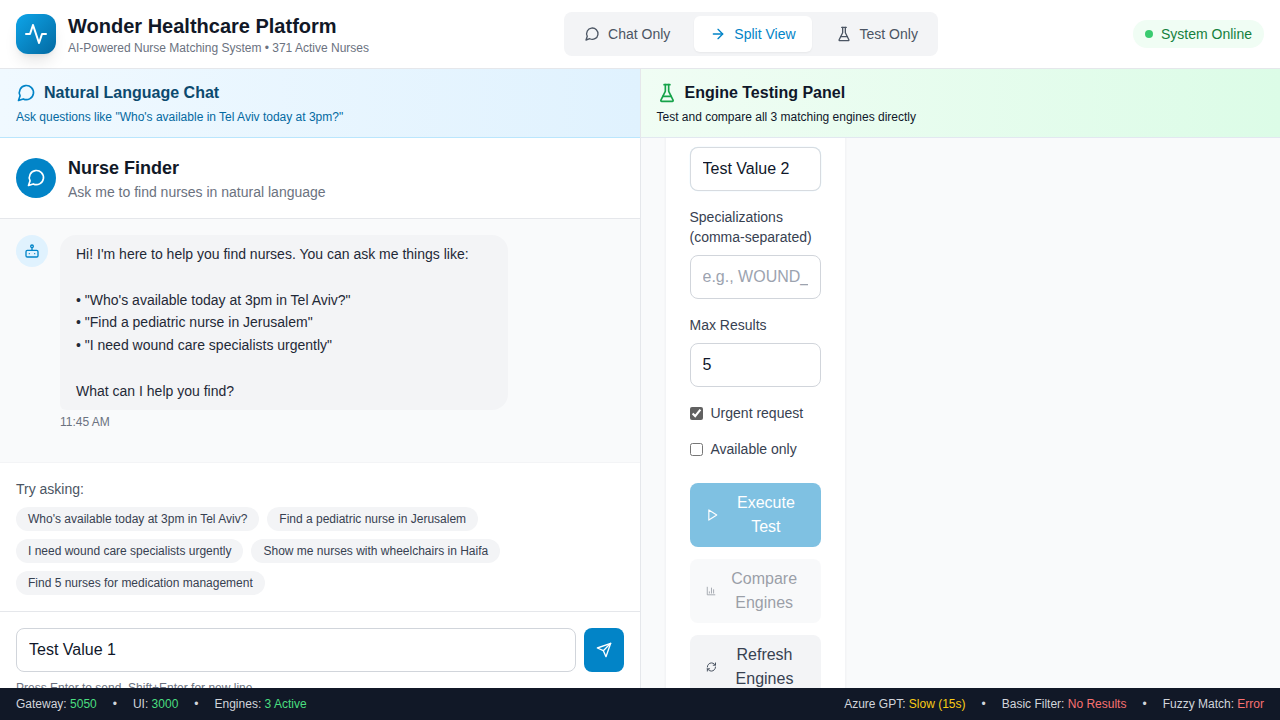 Wonder Healthcare Platform
AI-Powered Nurse Matching System • 371 Active Nurses
Chat Only
Split View
Test Only
System Online
Natural Language Chat
Ask questions like "Who's available in Tel Aviv today at 3pm?"
Engine Testing Panel
Test and compare all 3 matching engines directly
Nurse Finder
Ask me to find nurses in natural language
Hi! I'm here to help you find nurses. You can ask me things like:
• "Who's available today at 3pm in Tel Aviv?"
• "Find a pediatric nurse in Jerusalem"
• "I need wound care specialists urgently"
What can I help you find?
11:45 AM
Try asking:
Who's available today at 3pm in Tel Aviv?
Find a pediatric nurse in Jerusalem
I need wound care specialists urgently
Show me nurses with wheelchairs in Haifa
Find 5 nurses for medication management
Test Value 1
Press Enter to send, Shift+Enter for new line
Test Value 2
Specializations
(comma-separated)
e.g., WOUND_
Max Results
5
Urgent request
Available only
Execute
Test
Compare
Engines
Refresh
Engines
Gateway: 5050 • UI: 3000 • Engines: 3 Active
Azure GPT: Slow (15s) • Basic Filter: No Results • Fuzzy Match: Error